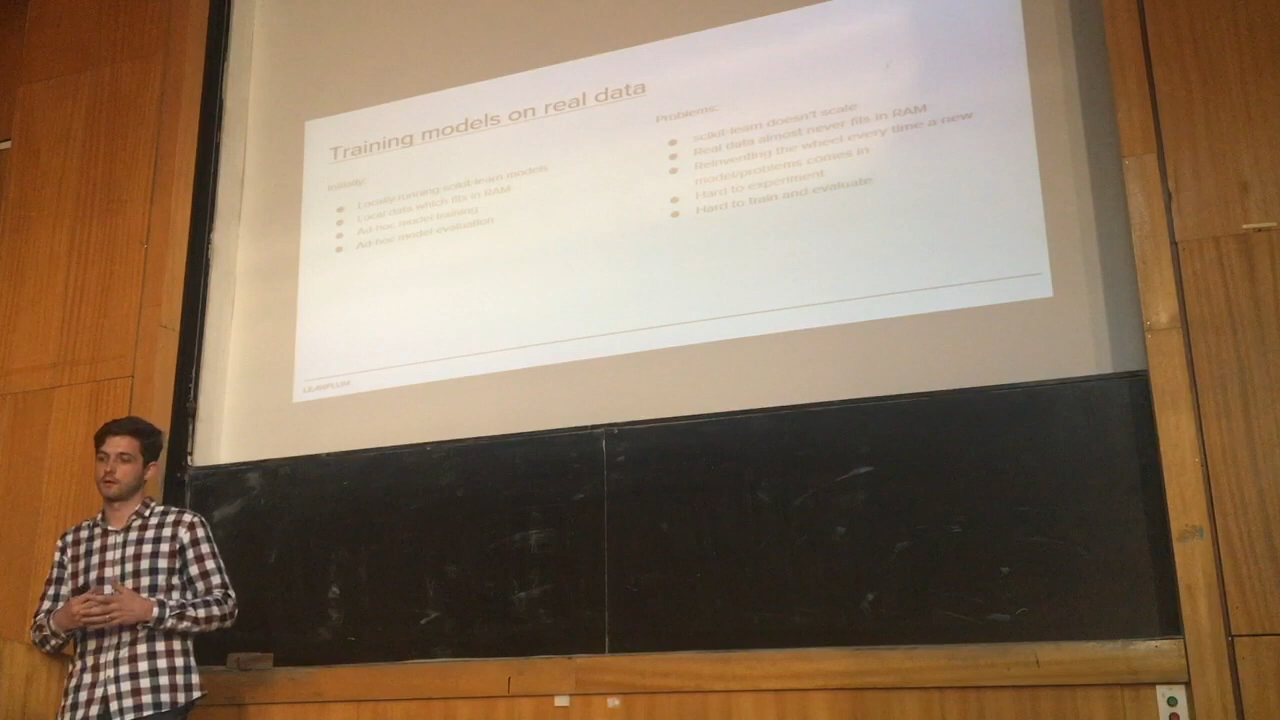 Training models on real data
Initially:
Locally running scikit-learn models
Local data which fits in RAM
Ad-hoc model training
Ad-hoc model evaluation
Problems:
scikit-learn doesn't scale
Real data almost never fits in RAM
Reinventing the wheel every time a new
model/problems comes in
Hard to experiment
Hard to train and evaluate
LEANPLUM